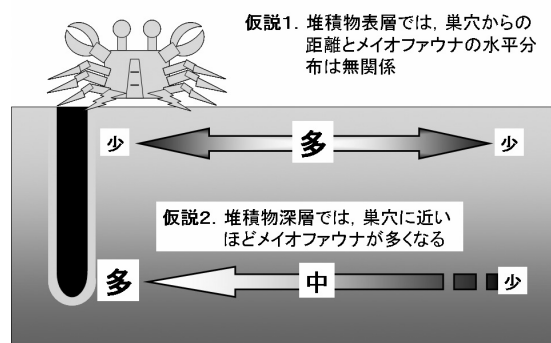 仮説1. 堆積物表層では, 巣穴からの
距離とメイオファウナの水平分
布は無関係
少 多 少
仮説2. 堆積物深層では, 巣穴に近い
ほどメイオファウナが多くなる
多 中 少